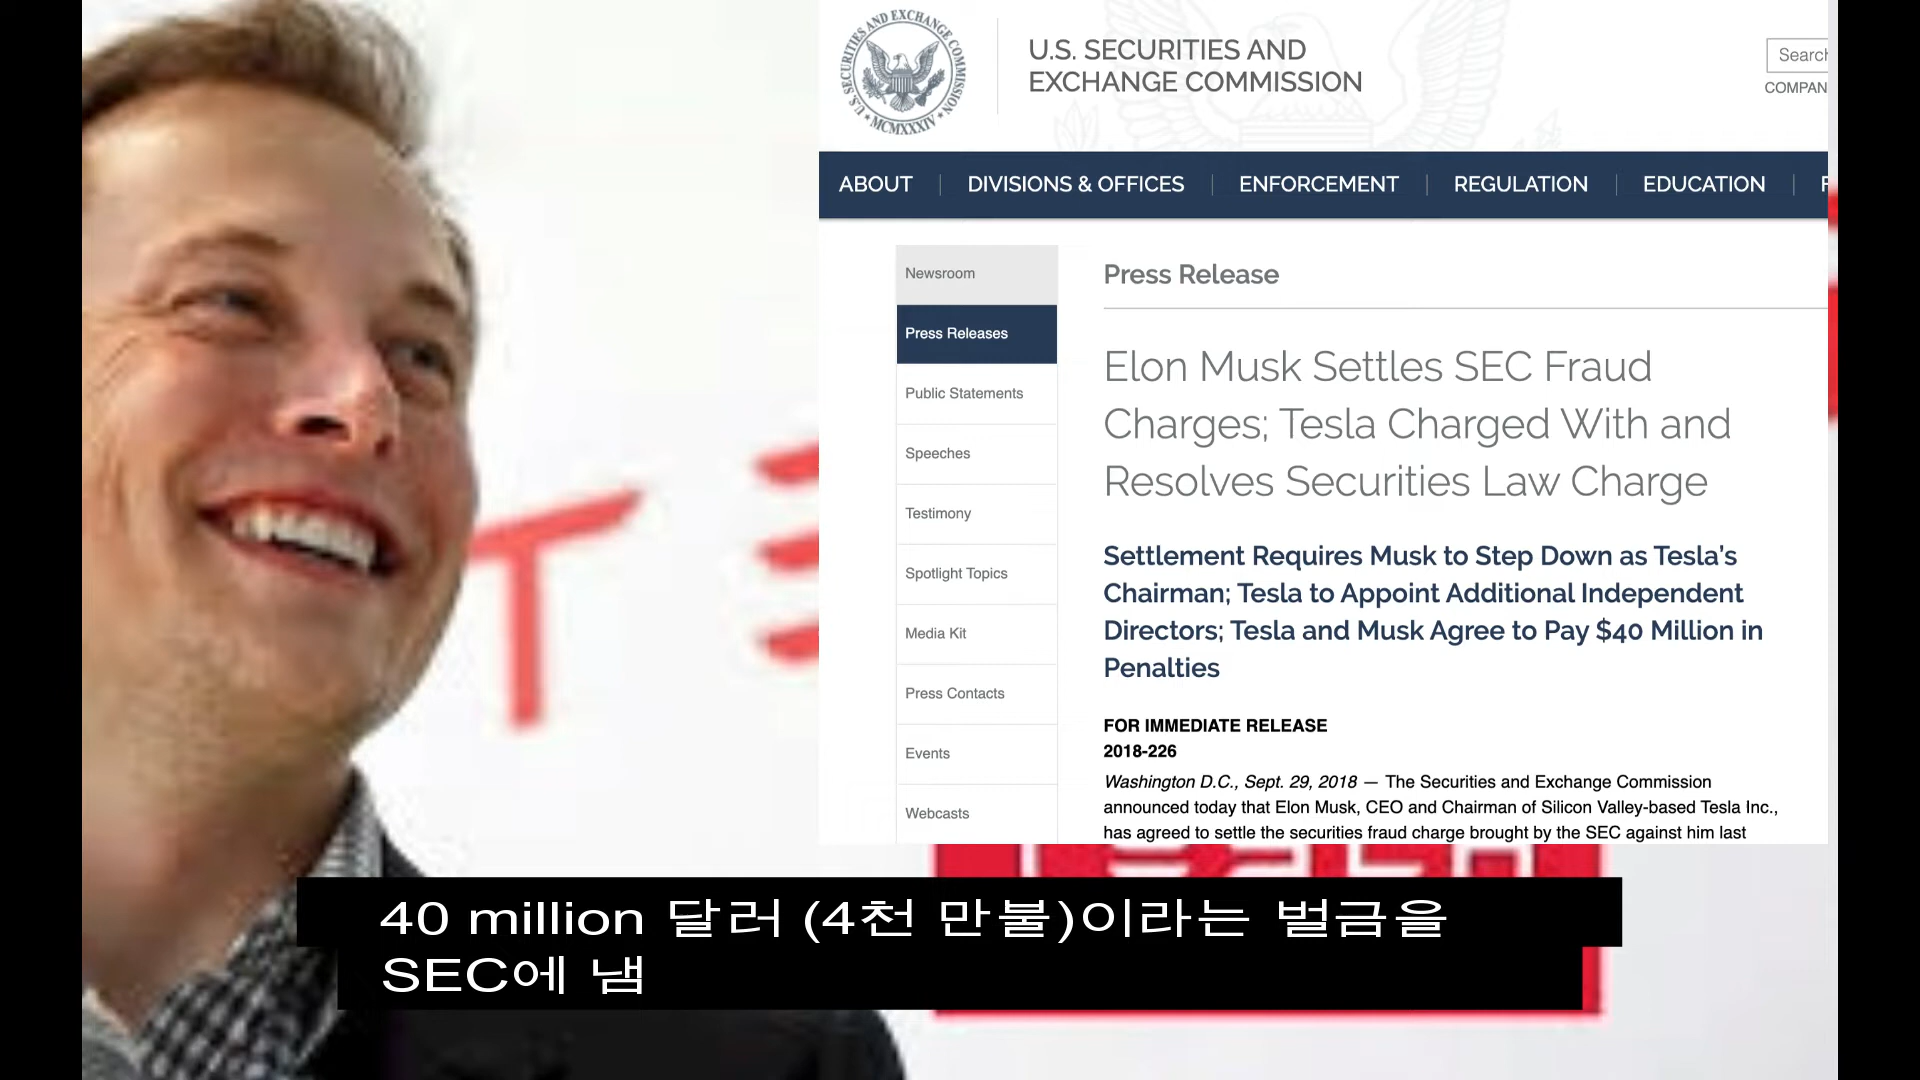 U.S. SECURITIES AND EXCHANGE COMMISSION
MCMXXXIV
U.S. SECURITIES AND
EXCHANGE COMMISSION
Search
COMPAN
ABOUT
DIVISIONS & OFFICES
ENFORCEMENT
REGULATION
EDUCATION
Newsroom
Press Releases
Public Statements
Speeches
Testimony
Spotlight Topics
Media Kit
Press Contacts
Events
Webcasts
Press Release
Elon Musk Settles SEC Fraud
Charges; Tesla Charged With and
Resolves Securities Law Charge
Settlement Requires Musk to Step Down as Tesla’s
Chairman; Tesla to Appoint Additional Independent
Directors; Tesla and Musk Agree to Pay $40 Million in
Penalties
FOR IMMEDIATE RELEASE
2018-226
Washington D.C., Sept. 29, 2018 — The Securities and Exchange Commission
announced today that Elon Musk, CEO and Chairman of Silicon Valley-based Tesla Inc.,
has agreed to settle the securities fraud charge brought by the SEC against him last
T
40 million 달러 (4천 만불)이라는 벌금을
SEC에 냄